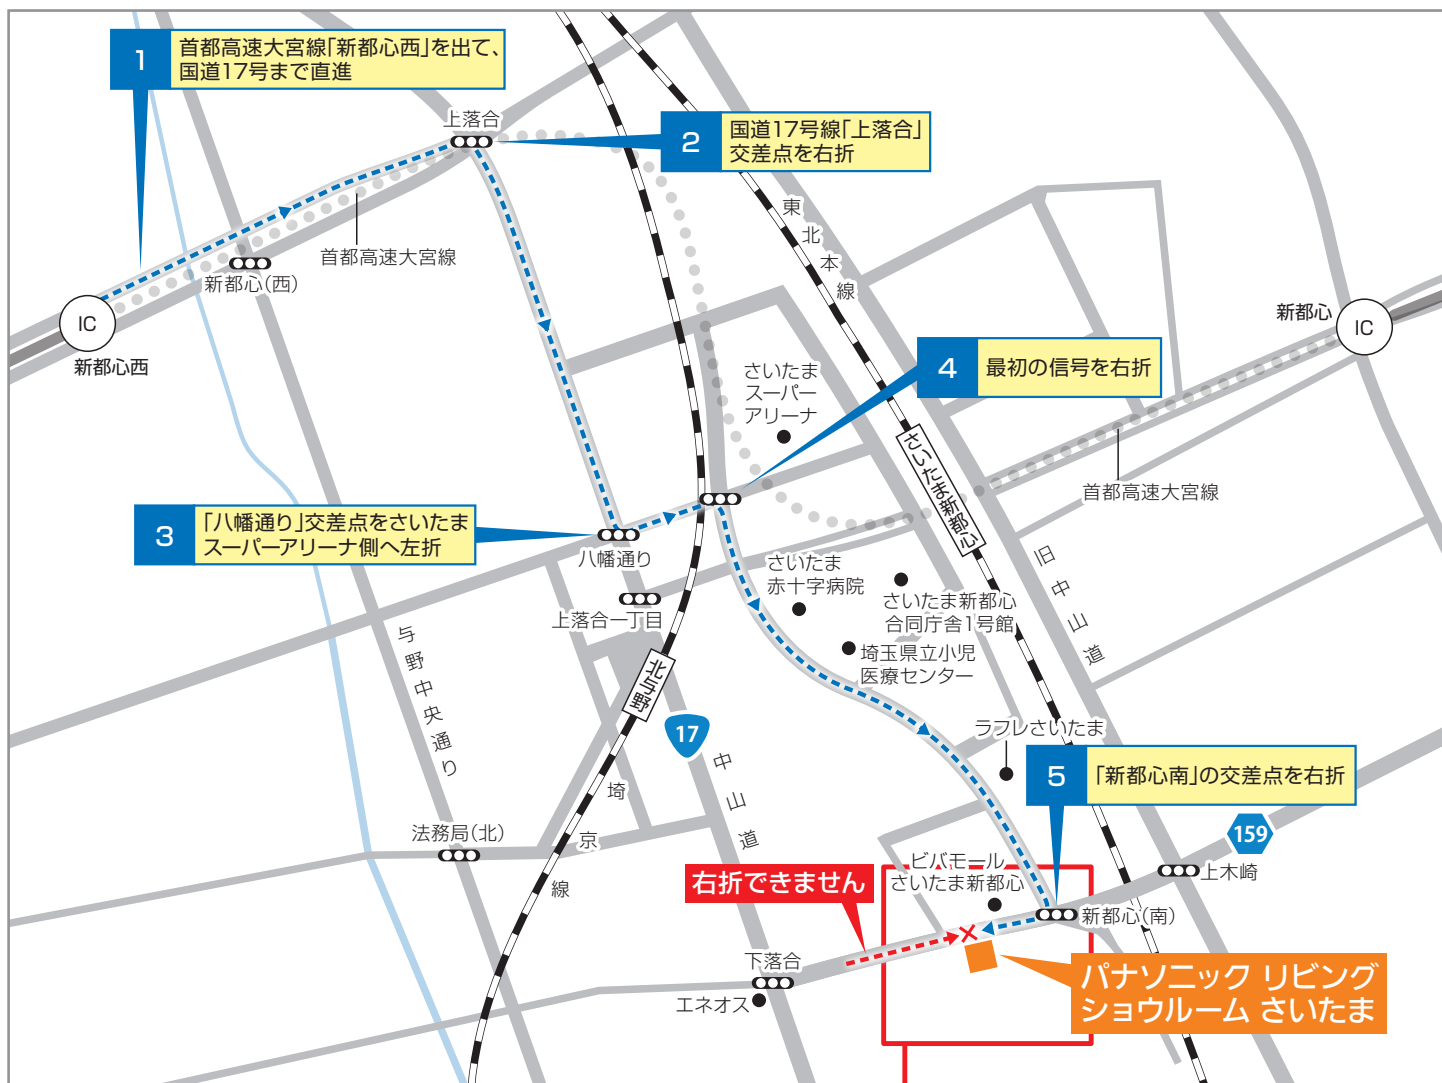 1
首都高速大宮線「新都心西」を出て、
国道17号まで直進
上落合
2
国道17号線「上落合」
交差点を右折
東北本線
首都高速大宮線
新都心(西)
IC
新都心西
新都心
IC
4
最初の信号を右折
さいたま
スーパー
アリーナ
さいたま新都心
首都高速大宮線
3
「八幡通り」交差点をさいたま
スーパーアリーナ側へ左折
八幡通り
上落合一丁目
さいたま
赤十字病院
さいたま新都心
合同庁舎1号館
埼玉県立小児
医療センター
旧中山道
与野中央通り
北与野
17
中山道
ラフレさいたま
5
「新都心南」の交差点を右折
埼京線
法務局(北)
159
上木崎
右折できません
ビバモール
さいたま新都心
新都心(南)
下落合
エネオス
パナソニック リビング
ショウルーム さいたま